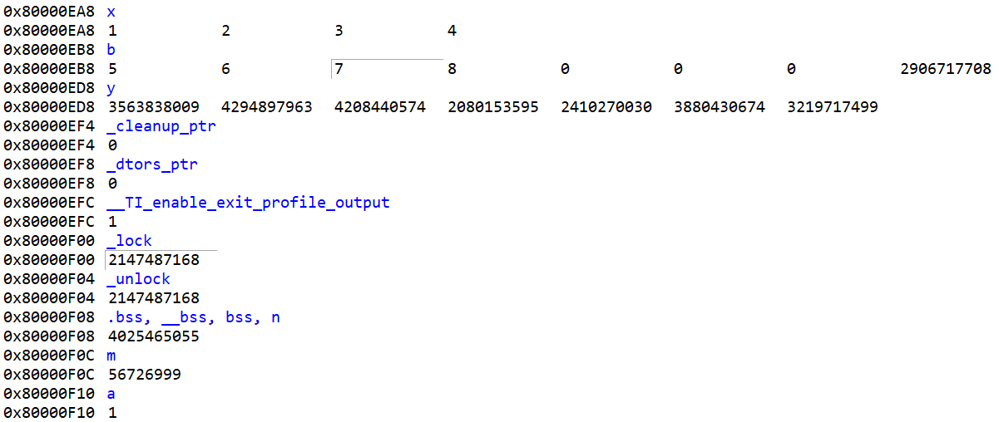 0x80000EA8 x
0x80000EA8 1 2 3 4
0x80000EB8 b
0x80000EB8 5 6 7 8 0 0 0 2906717708
0x80000ED8 y
0x80000ED8 3563838009 4294897963 4208440574 2080153595 2410270030 3880430674 3219717499
0x80000EF4 _cleanup_ptr
0x80000EF4 0
0x80000EF8 _dtors_ptr
0x80000EF8 0
0x80000EFC __TI_enable_exit_profile_output
0x80000EFC 1
0x80000F00 _lock
0x80000F00 2147487168
0x80000F04 _unlock
0x80000F04 2147487168
0x80000F08 .bss, __bss, bss, n
0x80000F08 4025465055
0x80000F0C m
0x80000F0C 56726999
0x80000F10 a
0x80000F10 1